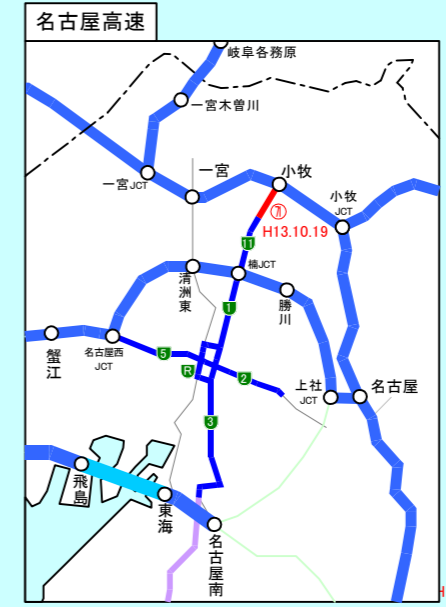 名古屋高速
岐阜各務原
一宮木曽川
一宮JCT
一宮
小牧
小牧
JCT
H13.10.19
11
楠JCT
清洲東
勝川
1
蟹江
名古屋西
JCT
5
R
2
上社
JCT
名古屋
3
飛島
東海
名古屋南
H